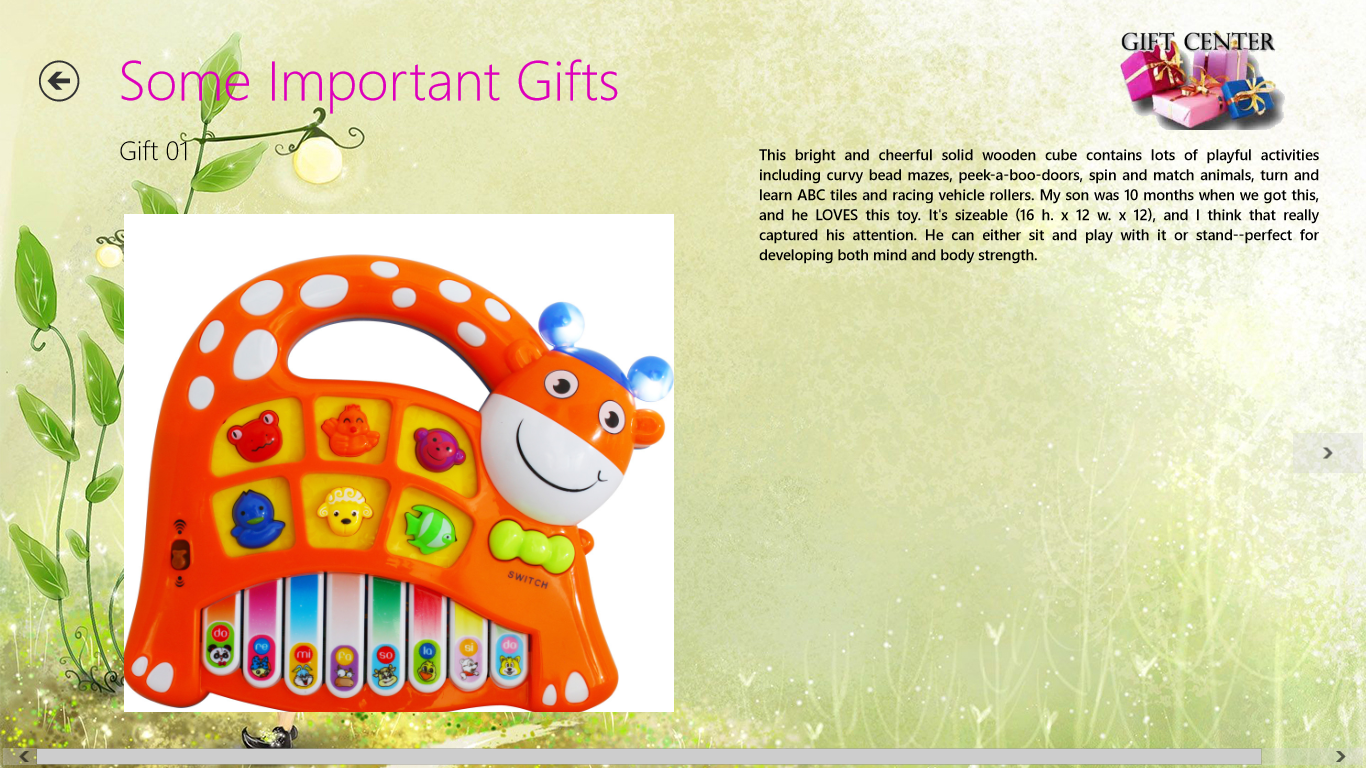 GIFT CENTER
Some Important Gifts
Gift 01
This bright and cheerful solid wooden cube contains lots of playful activities
including curvy bead mazes, peek-a-boo-doors, spin and match animals, turn and
learn ABC tiles and racing vehicle rollers. My son was 10 months when we got this,
and he LOVES this toy. It's sizeable (16 h. x 12 w. x 12), and I think that really
captured his attention. He can either sit and play with it or stand--perfect for
developing both mind and body strength.
SWITCH
do re mi fa so la si do